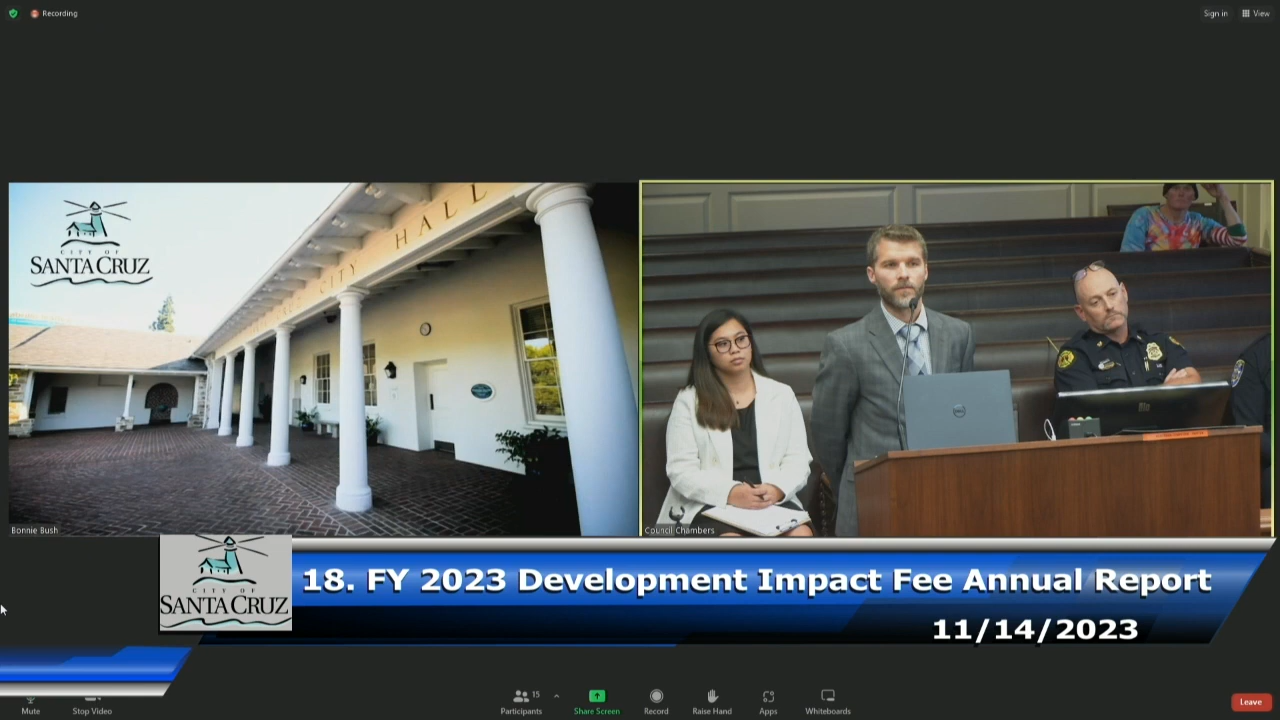 Recording
Sign in
View
CITY OF
SANTA CRUZ
CITY HALL
Bonnie Bush
Council Chambers
DELL
CITY OF
SANTA CRUZ
18. FY 2023 Development Impact Fee Annual Report
11/14/2023
Mute
Stop Video
Participants
15
Share Screen
Record
Raise Hand
Apps
Whiteboards
Leave